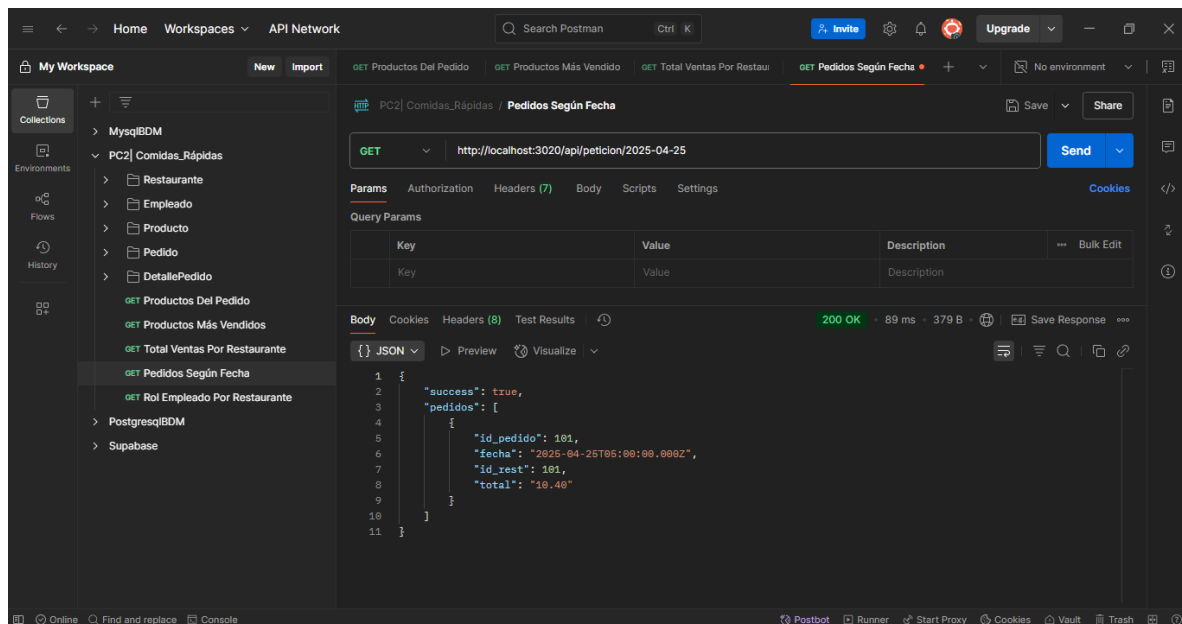 Home Workspaces API Network Search Postman Ctrl K Invite Upgrade
My Workspace New Import GET Productos Del Pedido GET Productos Más Vendido GET Total Ventas Por Restaur GET Pedidos Según Fecha No environment
Collections
Environments
Flows
History
MysqlBDM
PC2| Comidas_Rápidas
Restaurante
Empleado
Producto
Pedido
DetallePedido
GET Productos Del Pedido
GET Productos Más Vendidos
GET Total Ventas Por Restaurante
GET Pedidos Según Fecha
GET Rol Empleado Por Restaurante
PostgresqlBDM
Supabase
HTTP PC2| Comidas_Rápidas / Pedidos Según Fecha Save Share
GET http://localhost:3020/api/peticion/2025-04-25 Send
Params Authorization Headers (7) Body Scripts Settings Cookies
Query Params
Key Value Description Bulk Edit
Key Value Description
Body Cookies Headers (8) Test Results 200 OK 89 ms 379 B Save Response
{} JSON Preview Visualize
1 {
2 "success": true,
3 "pedidos": [
4 {
5 "id_pedido": 101,
6 "fecha": "2025-04-25T05:00:00.000Z",
7 "id_rest": 101,
8 "total": "10.40"
9 }
10 ]
11 }
Online Find and replace Console Postbot Runner Start Proxy Cookies Vault Trash